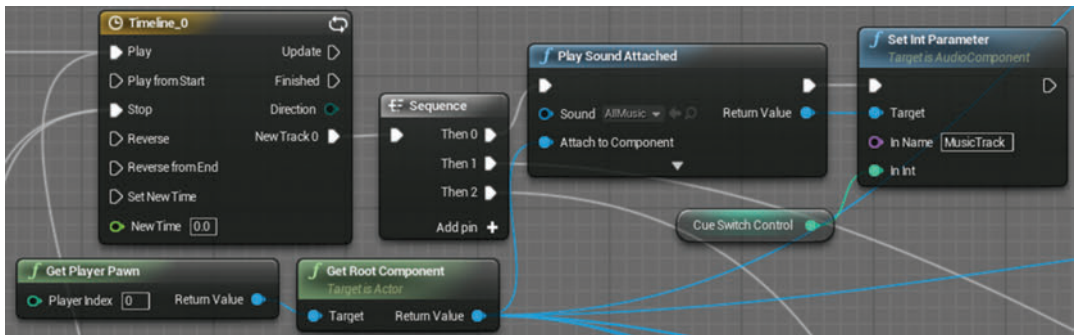 Timeline_0
Play
Update
Play from Start
Finished
Stop
Direction
Reverse
New Track 0
Reverse from End
Set New Time
New Time 0.0
Sequence
Then 0
Then 1
Then 2
Add pin
Play Sound Attached
Sound AllMusic
Return Value
Attach to Component
Set Int Parameter
Target is AudioComponent
Target
In Name MusicTrack
In Int
Cue Switch Control
Get Player Pawn
Player Index 0
Return Value
Get Root Component
Target is Actor
Target
Return Value